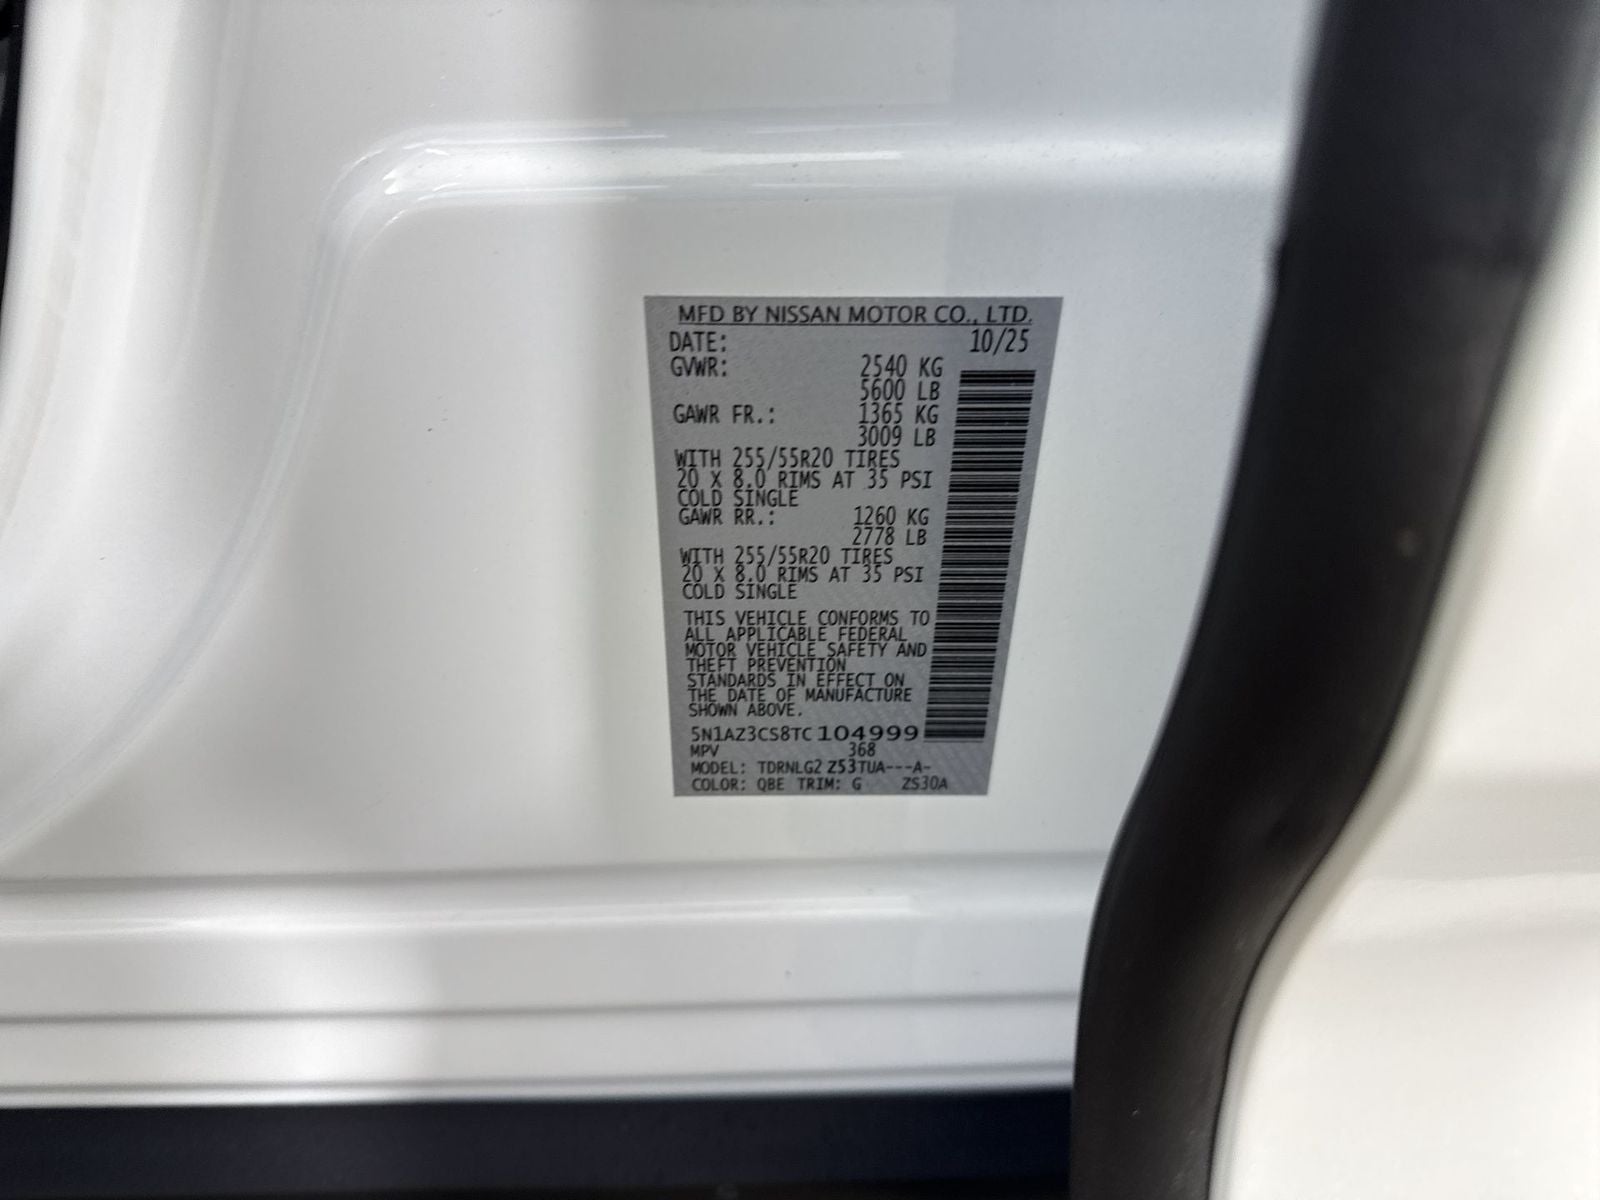 MFD BY NISSAN MOTOR CO., LTD.
DATE: 10/25
GVWR: 2540 KG
5600 LB
GAWR FR.: 1365 KG
3009 LB
WITH 255/55R20 TIRES
20 X 8.0 RIMS AT 35 PSI
COLD SINGLE
GAWR RR.: 1260 KG
2778 LB
WITH 255/55R20 TIRES
20 X 8.0 RIMS AT 35 PSI
COLD SINGLE
THIS VEHICLE CONFORMS TO
ALL APPLICABLE FEDERAL
MOTOR VEHICLE SAFETY AND
THEFT PREVENTION
STANDARDS IN EFFECT ON
THE DATE OF MANUFACTURE
SHOWN ABOVE.
5N1AZ3CS8TC104999
MPV 368
MODEL: TDRNLG2 Z53TUA---A-
COLOR: QBE TRIM: G ZS30A